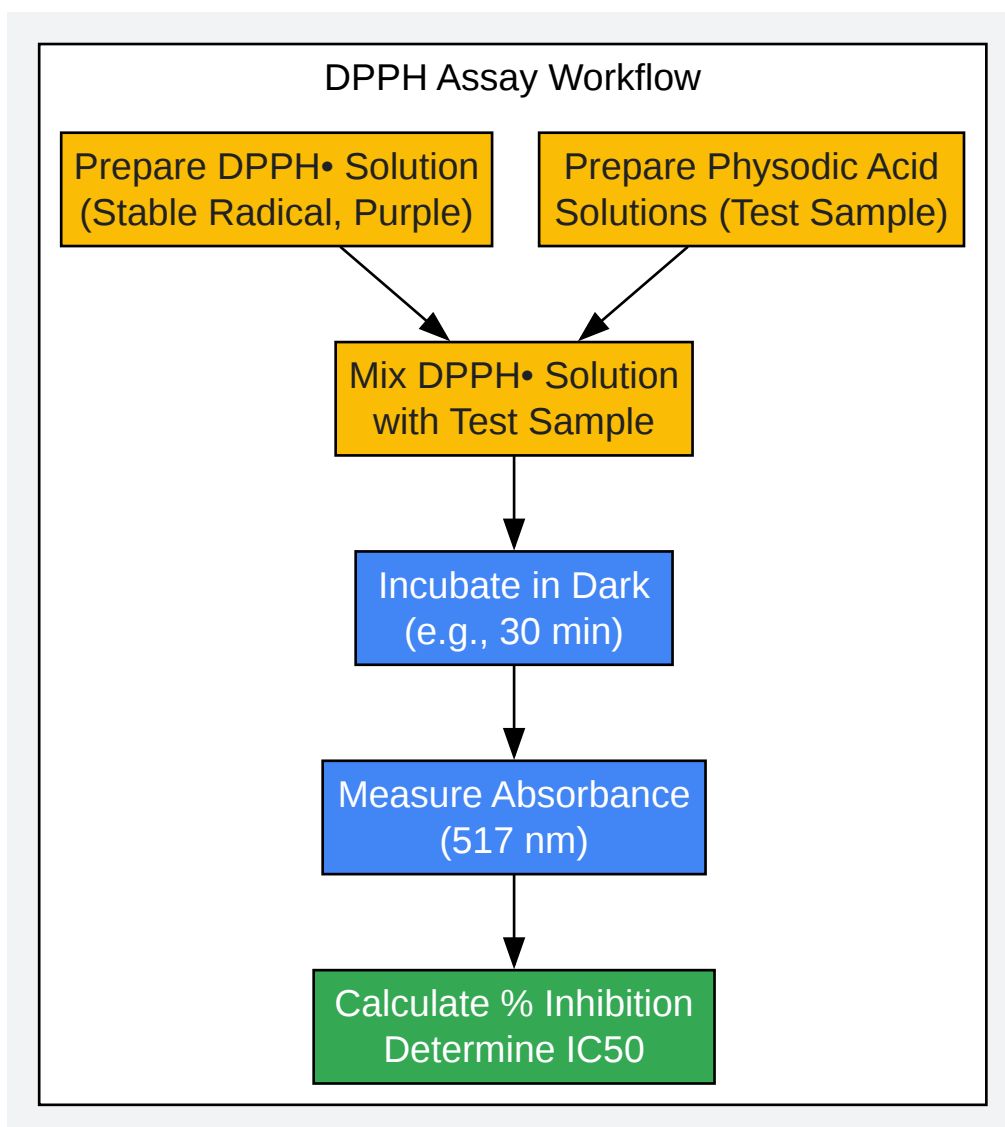 DPPH Assay Workflow
Prepare DPPH• Solution
(Stable Radical, Purple)
Prepare Physodic Acid
Solutions (Test Sample)
Mix DPPH• Solution
with Test Sample
Incubate in Dark
(e.g., 30 min)
Measure Absorbance
(517 nm)
Calculate % Inhibition
Determine IC50